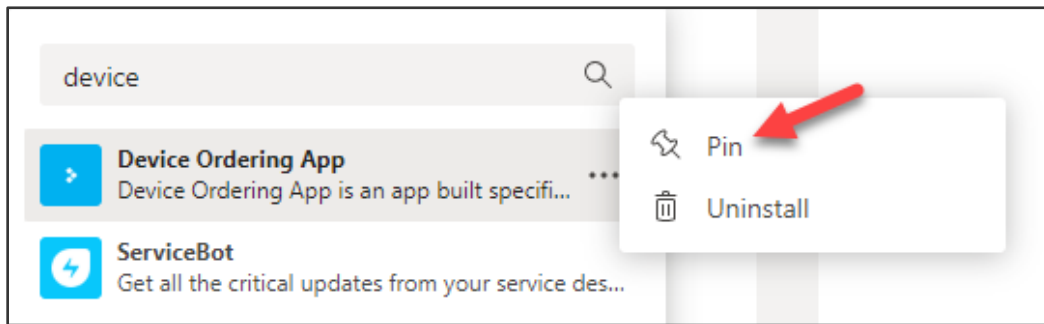 device
Device Ordering App
Device Ordering App is an app built specifi...
ServiceBot
Get all the critical updates from your service des...
Pin
Uninstall